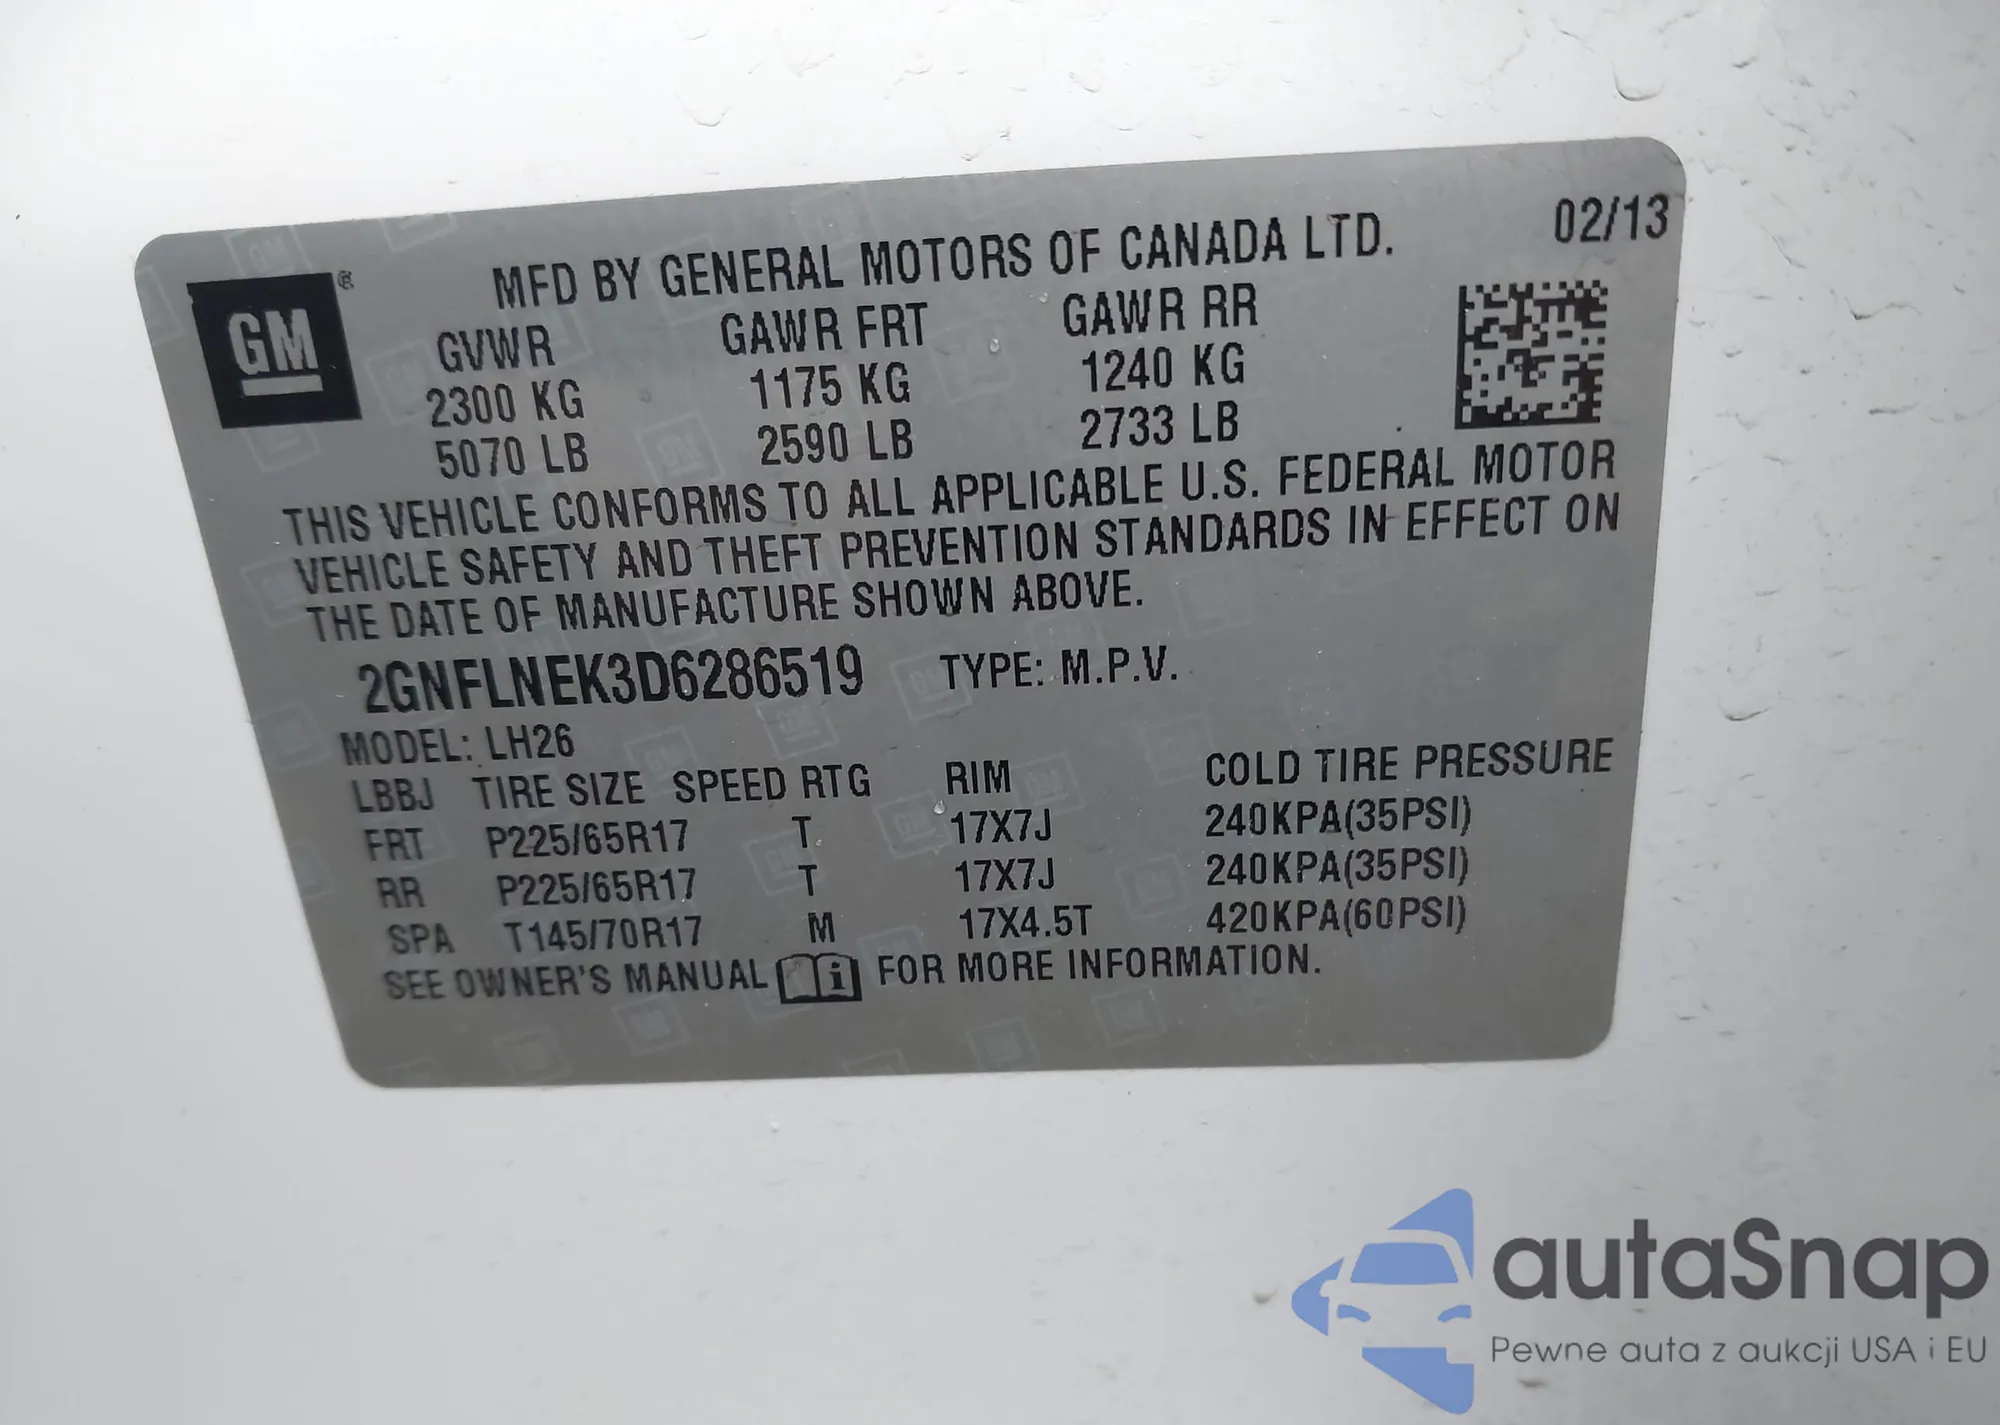 02/13
GM ®
MFD BY GENERAL MOTORS OF CANADA LTD.
GVWR GAWR FRT GAWR RR
2300 KG 1175 KG 1240 KG
5070 LB 2590 LB 2733 LB
THIS VEHICLE CONFORMS TO ALL APPLICABLE U.S. FEDERAL MOTOR
VEHICLE SAFETY AND THEFT PREVENTION STANDARDS IN EFFECT ON
THE DATE OF MANUFACTURE SHOWN ABOVE.
2GNFLNEK3D6286519 TYPE: M.P.V.
MODEL: LH26
LBBJ TIRE SIZE SPEED RTG RIM COLD TIRE PRESSURE
FRT P225/65R17 T 17X7J 240KPA(35PSI)
RR P225/65R17 T 17X7J 240KPA(35PSI)
SPA T145/70R17 M 17X4.5T 420KPA(60PSI)
SEE OWNER'S MANUAL i FOR MORE INFORMATION.
autaSnap
Pewne auta z aukcji USA i EU